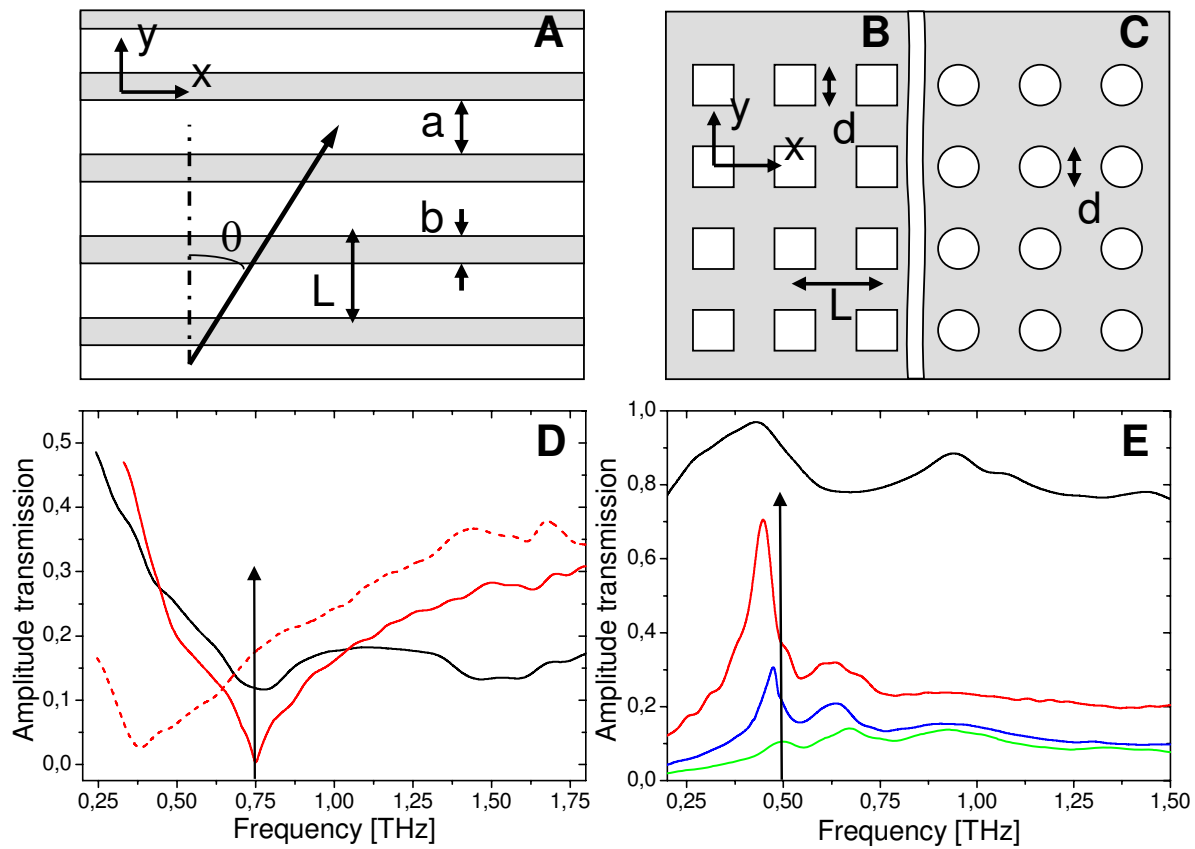 A
y
x
a
b
θ
L
B
C
d
y
x
d
L
D
0,5
0,4
0,3
0,2
0,1
0,0
Amplitude transmission
0,25 0,50 0,75 1,00 1,25 1,50 1,75
Frequency [THz]
E
1,0
0,8
0,6
0,4
0,2
0,0
Amplitude transmission
0,25 0,50 0,75 1,00 1,25 1,50
Frequency [THz]